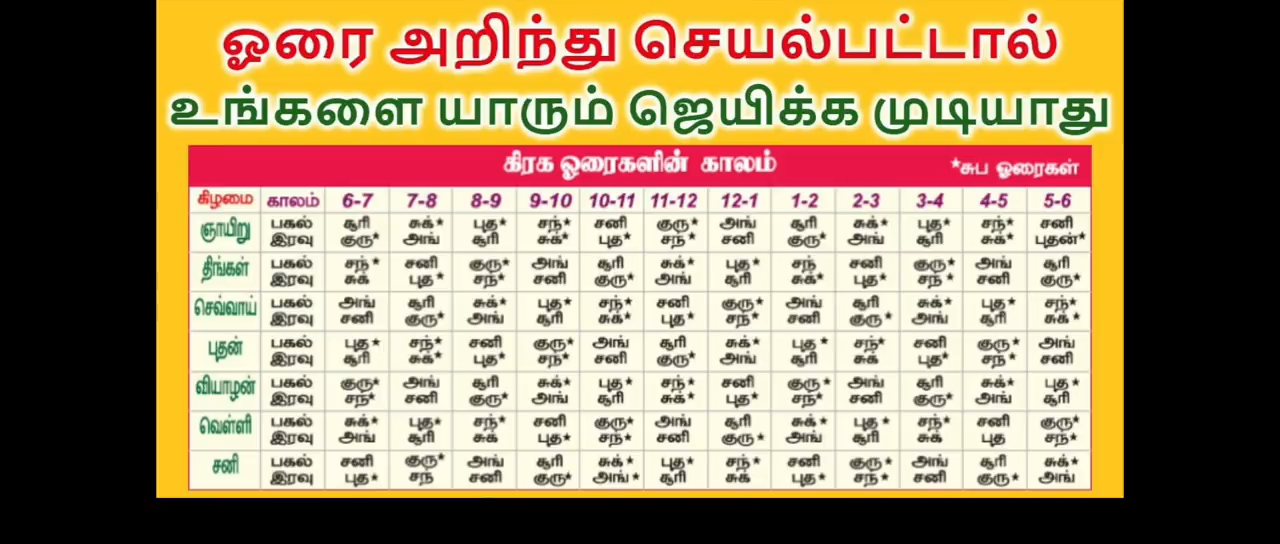 ஓரை அறிந்து செயல்பட்டால்
உங்களை யாரும் ஜெயிக்க முடியாது
கிரக ஓரைகளின் காலம் *சுப ஓரைகள்
கிழமை காலம் 6-7 7-8 8-9 9-10 10-11 11-12 12-1 1-2 2-3 3-4 4-5 5-6
ஞாயிறு பகல் சூரி சுக்* புத* சந்* சனி குரு* அங் சூரி சுக்* புத* சந்* சனி
இரவு குரு* அங் சூரி சுக்* புத* சந்* சனி குரு* அங் சூரி சுக்* புதன்*
திங்கள் பகல் சந்* சனி குரு* அங் சூரி சுக்* புத* சந் சனி குரு* அங் சூரி
இரவு சுக் புத* சந்* சனி குரு* அங் சூரி சுக்* புத* சந்* சனி குரு*
செவ்வாய் பகல் அங் சூரி சுக்* புத* சந்* சனி குரு* அங் சூரி சுக்* புத* சந்*
இரவு சனி குரு* அங் சூரி சுக்* புத* சந்* சனி குரு* அங் சூரி சுக்*
புதன் பகல் புத* சந்* சனி குரு* அங் சூரி சுக்* புத* சந்* சனி குரு* அங்
இரவு சூரி சுக்* புத* சந்* சனி குரு* அங் சூரி சுக் புத* சந்* சனி
வியாழன் பகல் குரு* அங் சூரி சுக்* புத* சந்* சனி குரு* அங் சூரி சுக்* புத*
இரவு சந்* சனி குரு* அங் சூரி சுக்* புத* சந்* சனி குரு* அங் சூரி
வெள்ளி பகல் சுக்* புத* சந்* சனி குரு* அங் சூரி சுக்* புத* சந்* சனி குரு*
இரவு அங் சூரி சுக் புத* சந்* சனி குரு* அங் சூரி சுக் புத சந்*
சனி பகல் சனி குரு* அங் சூரி சுக்* புத* சந்* சனி குரு* அங் சூரி சுக்*
இரவு புத* சந் சனி குரு* அங்* சூரி சுக் புத* சந்* சனி குரு* அங்